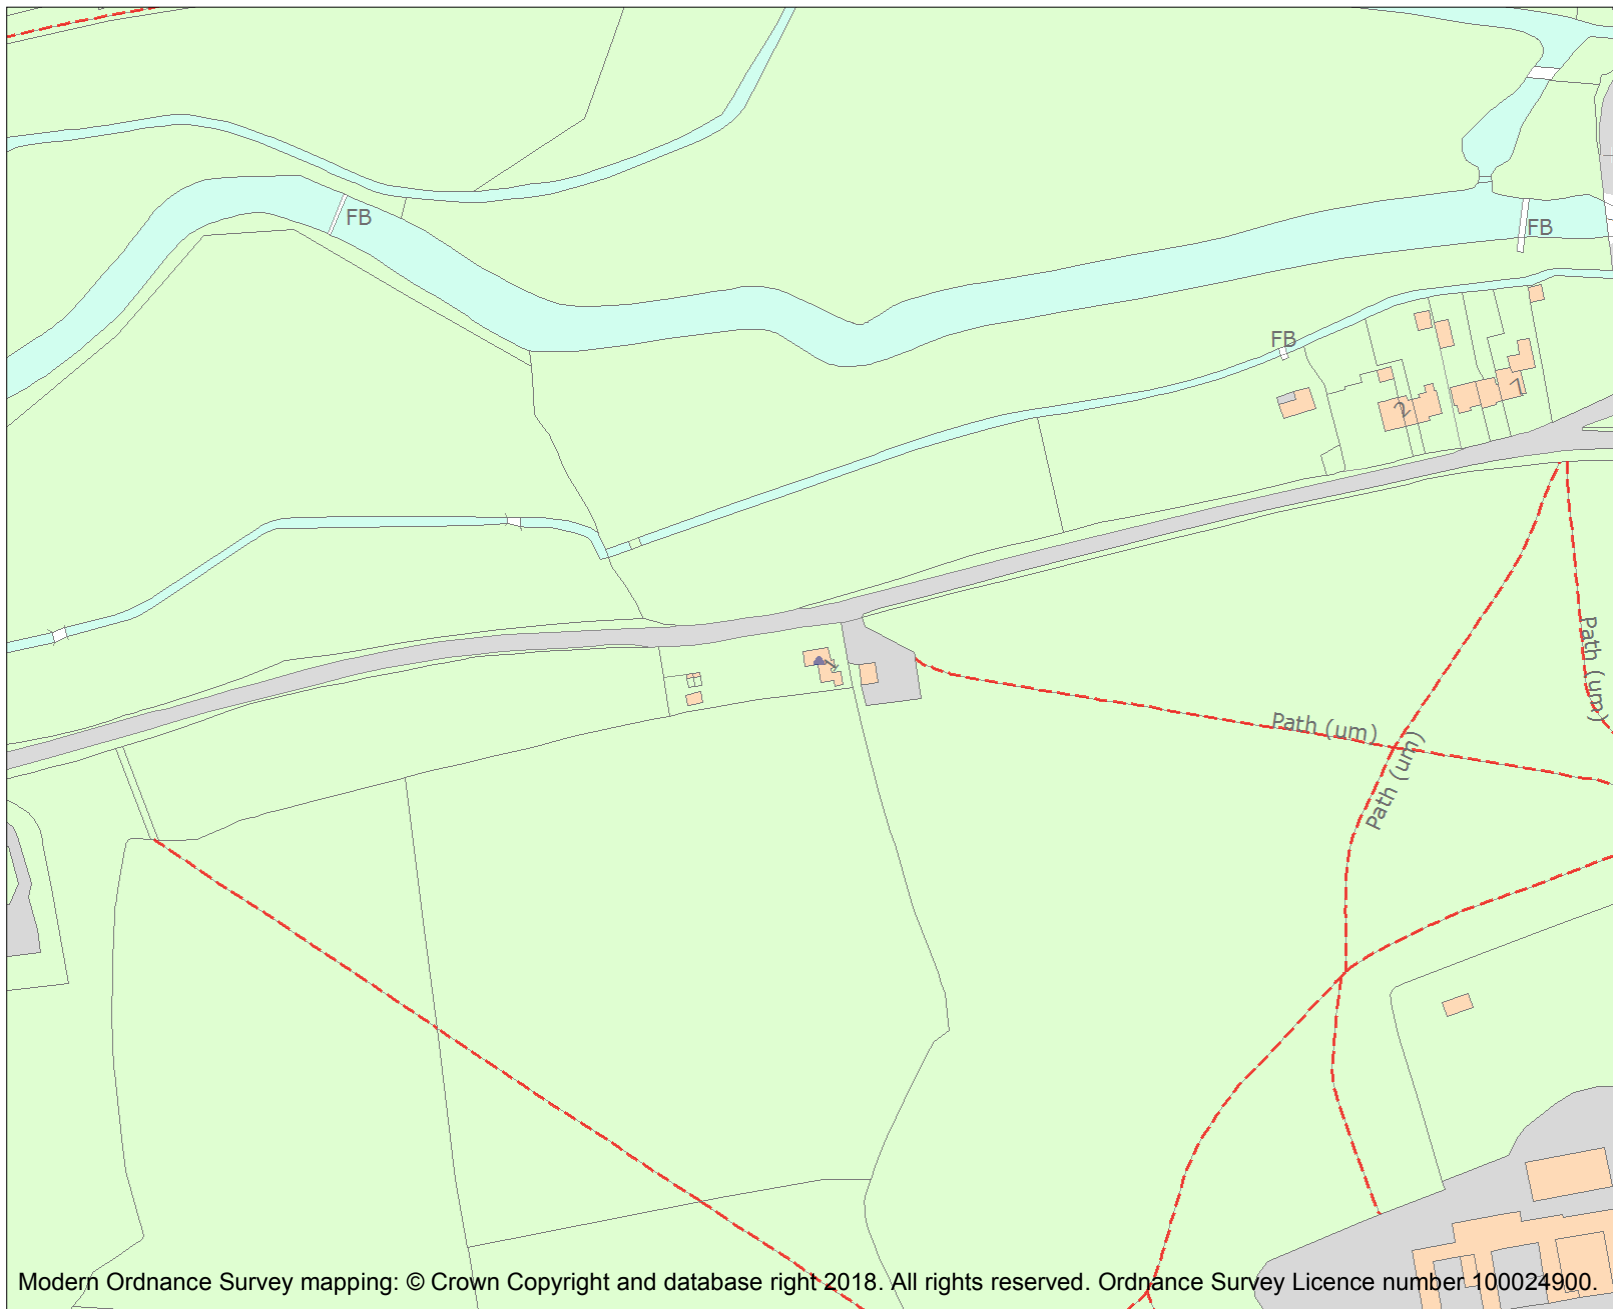 FB
FB
FB
2
7
1
Path (um)
Path (um)
Path (um)
Modern Ordnance Survey mapping: © Crown Copyright and database right 2018. All rights reserved. Ordnance Survey Licence number 100024900.